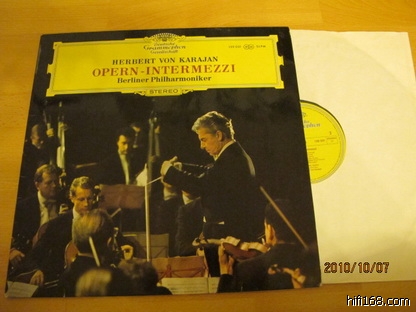 Deutsche
Grammophon
Gesellschaft
HERBERT VON KARAJAN
OPERN-INTERMEZZI
Berliner Philharmoniker
STEREO
2010/10/07
hifi168.com